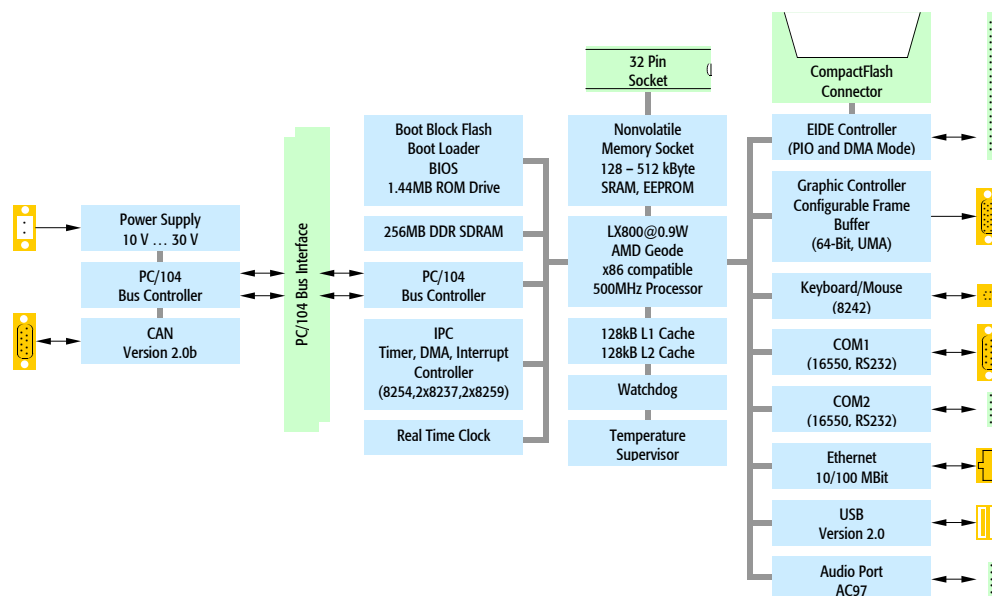 32 Pin
Socket
CompactFlash
Connector
Boot Block Flash
Boot Loader
BIOS
1.44MB ROM Drive
Nonvolatile
Memory Socket
128 – 512 kByte
SRAM, EEPROM
EIDE Controller
(PIO and DMA Mode)
Graphic Controller
Configurable Frame
Buffer
(64-Bit, UMA)
Power Supply
10 V … 30 V
256MB DDR SDRAM
LX800@0.9W
AMD Geode
x86 compatible
500MHz Processor
PC/104
Bus Controller
PC/104 Bus Interface
PC/104
Bus Controller
Keyboard/Mouse
(8242)
CAN
Version 2.0b
IPC
Timer, DMA, Interrupt
Controller
(8254,2x8237,2x8259)
128kB L1 Cache
128kB L2 Cache
COM1
(16550, RS232)
Watchdog
COM2
(16550, RS232)
Real Time Clock
Temperature
Supervisor
Ethernet
10/100 MBit
USB
Version 2.0
Audio Port
AC97